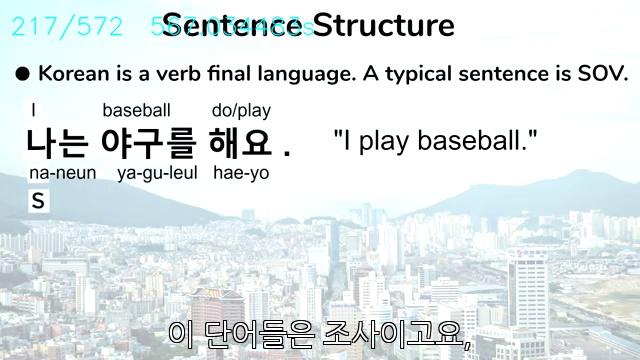 217/572
Sentence Structure
● Korean is a verb final language. A typical sentence is SOV.
I baseball do/play
나는 야구를 해요 . "I play baseball."
na-neun ya-gu-leul hae-yo
S
이 단어들은 조사이고요,